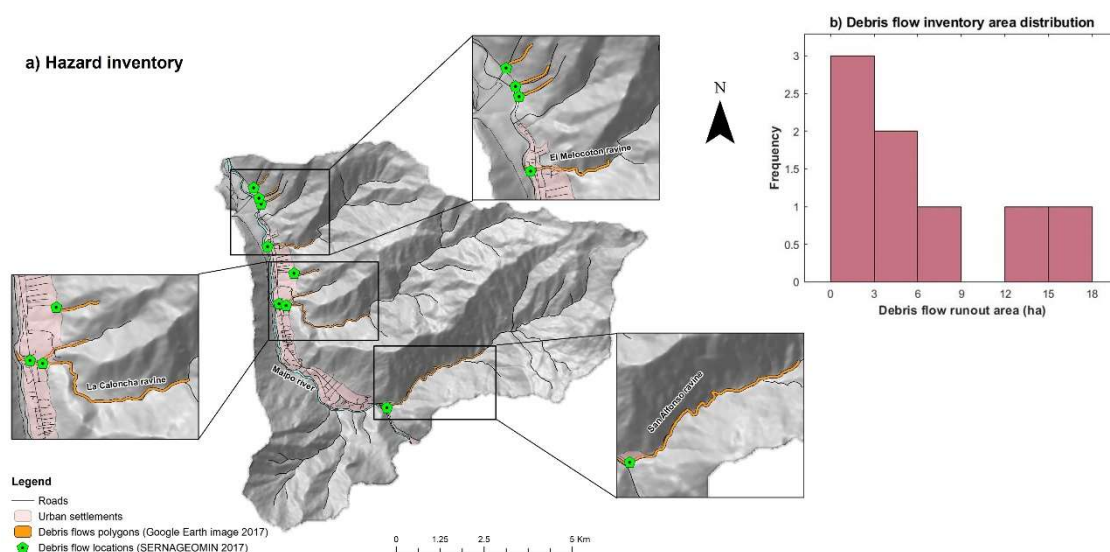 a) Hazard inventory
N
El Melocotón ravine
La Caloncha ravine
Maipo river
San Alfonso ravine
Legend
Roads
Urban settlements
Debris flows polygons (Google Earth image 2017)
Debris flow locations (SERNAGEOMIN 2017)
0 1.25 2.5 5 Km
b) Debris flow inventory area distribution
Frequency
3
2.5
2
1.5
1
0.5
0
0 3 6 9 12 15 18
Debris flow runout area (ha)